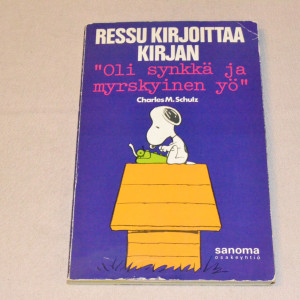 RESSU KIRJOITTAA
KIRJAN
"Oli synkkä ja
myrskyinen yö"
Charles M. Schulz
sanoma
osakeyhtiö